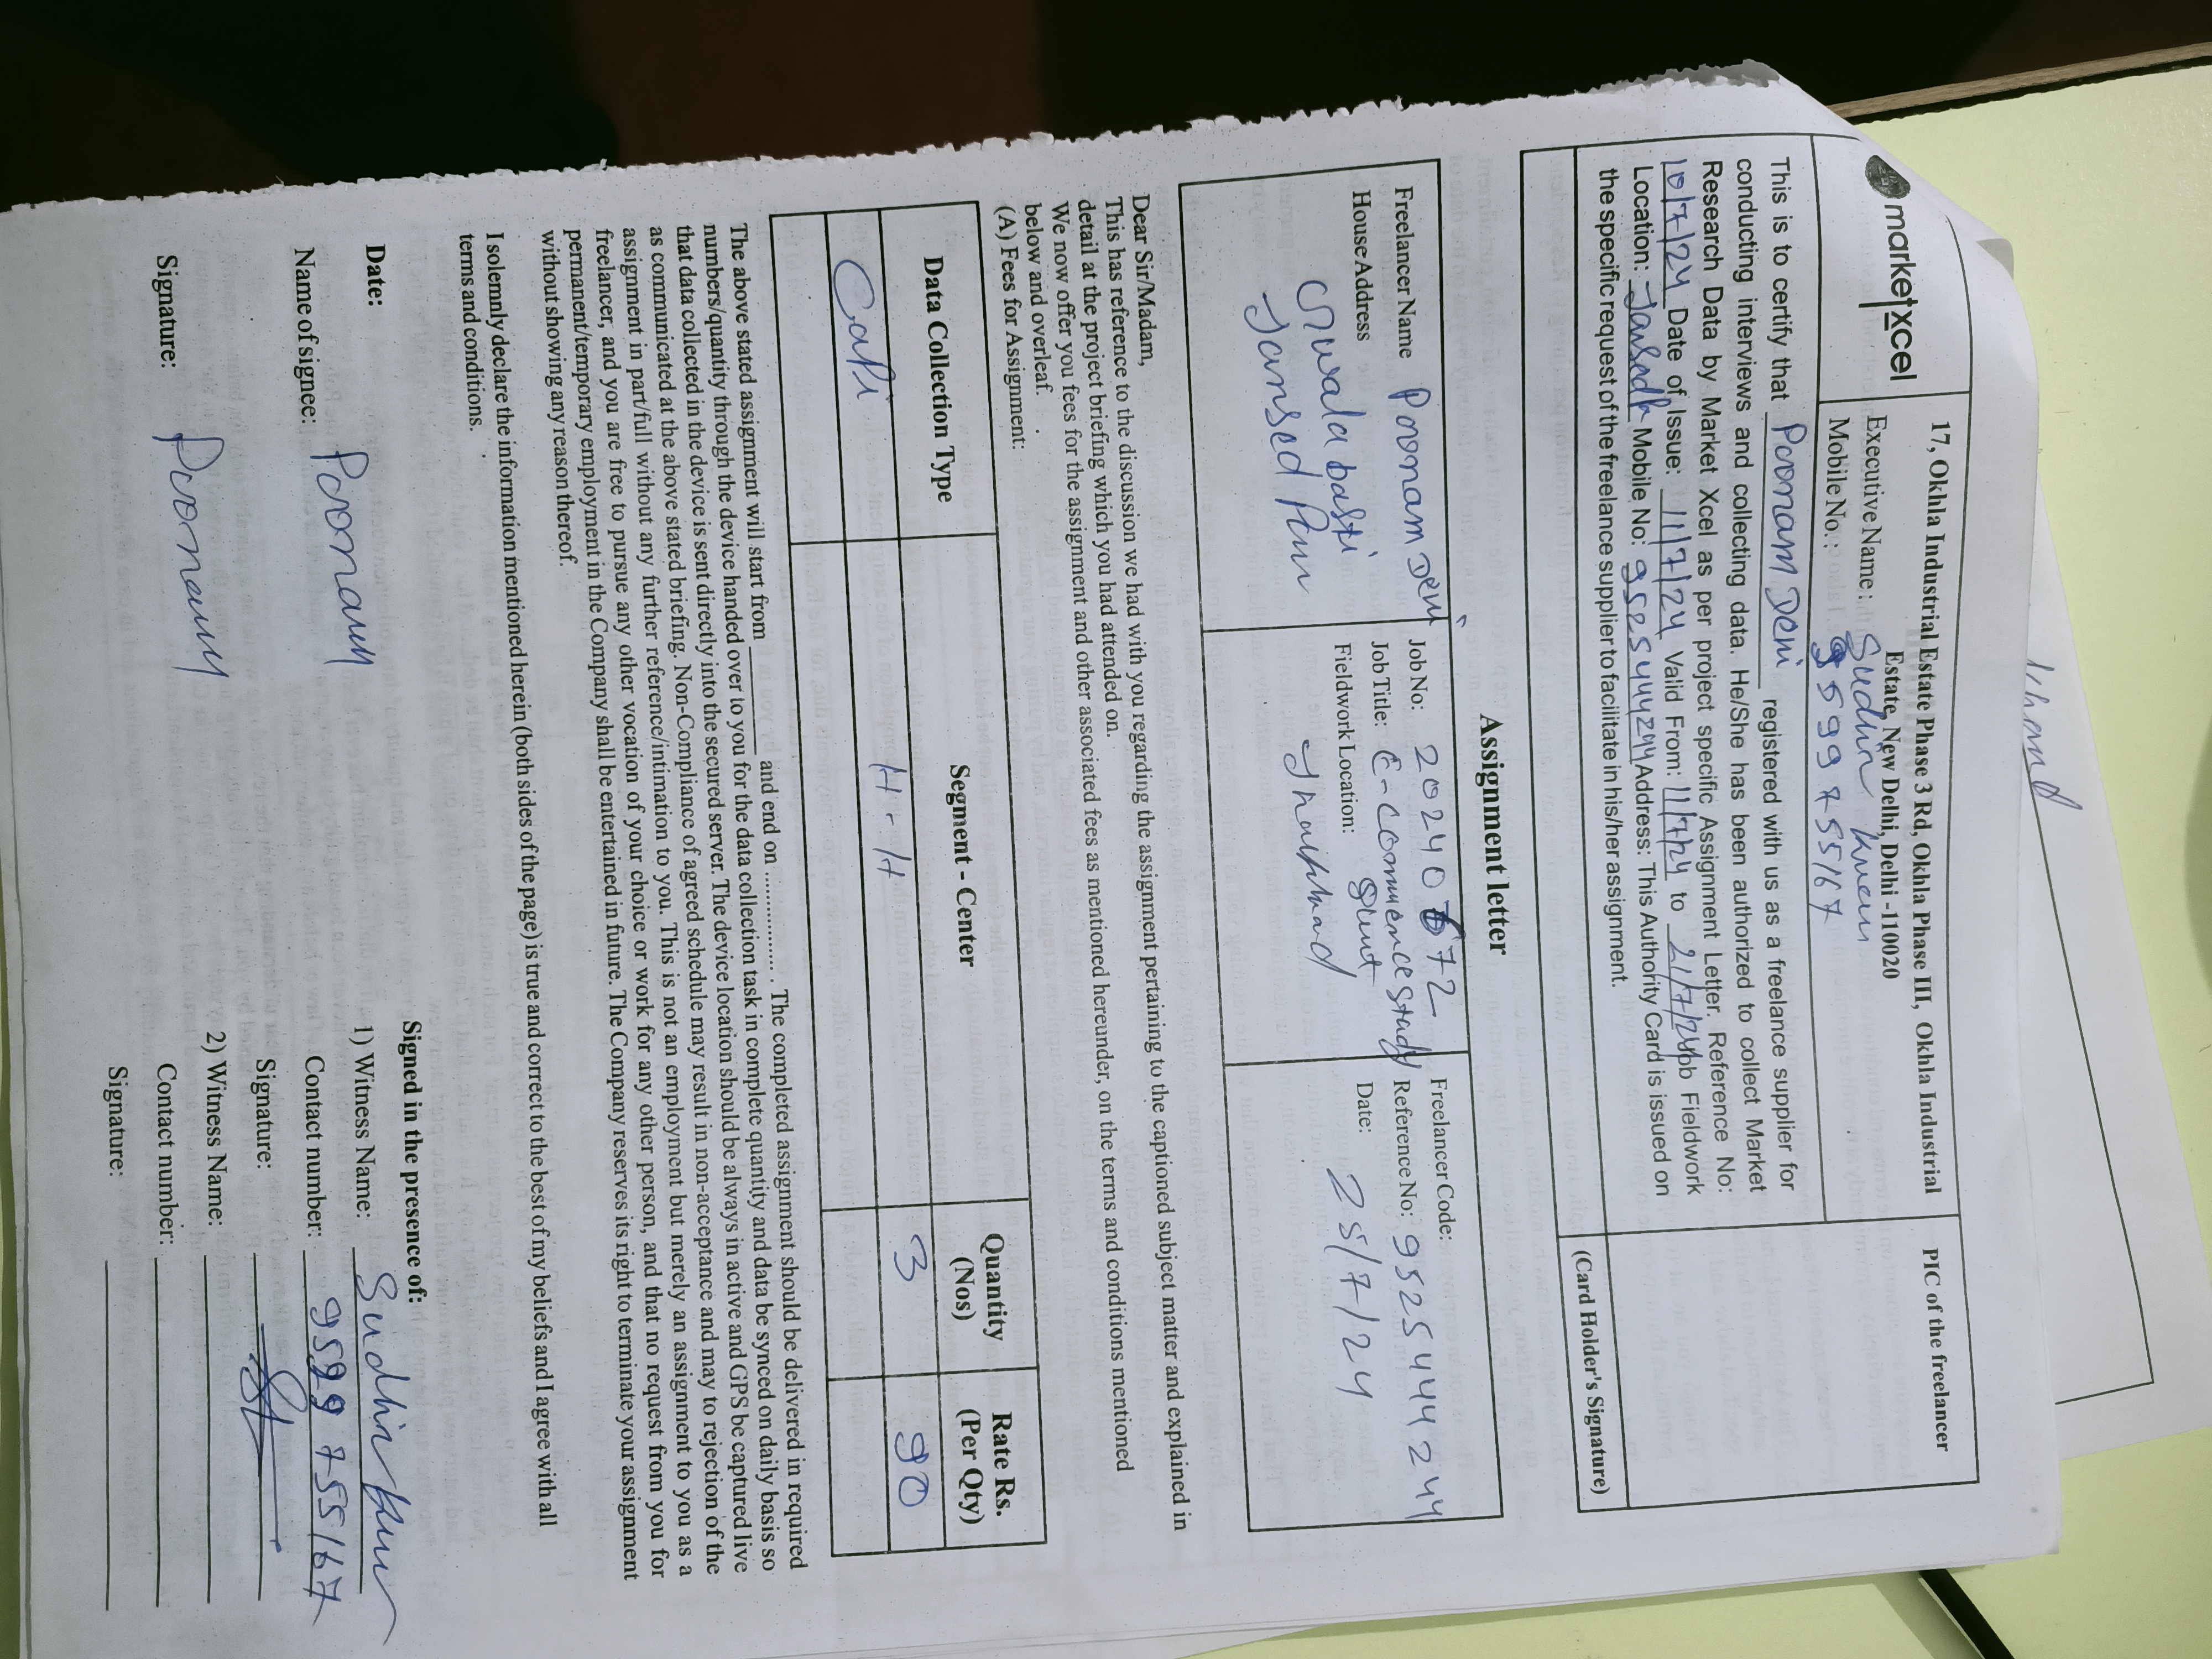 marketxcel
17, Okhla Industrial Estate Phase 3 Rd, Okhla Phase III, Okhla Industrial
Estate, New Delhi, Delhi -110020
PIC of the freelancer
Executive Name : Sudhir Kumar
Mobile No. : 9599755167
This is to certify that Poonam Devi registered with us as a freelance supplier for
conducting interviews and collecting data. He/She has been authorized to collect Market
Research Data by Market Xcel as per project specific Assignment Letter. Reference No:
10/7/24 Date of Issue: 11/7/24 Valid From: 11/7/24 to 21/7/24 Job Fieldwork
Location: Mobile No: Address: This Authority Card is issued on
the specific request of the freelance supplier to facilitate in his/her assignment.
(Card Holder's Signature)
Assignment letter
Freelancer Name Poonam Devi
House Address basti
Job No: 2024072
Job Title: E-Commerce Study
Fieldwork Location:
Freelancer Code:
Reference No: 9525444244
Date: 25/7/24
Dear Sir/Madam,
This has reference to the discussion we had with you regarding the assignment pertaining to the captioned subject matter and explained in
detail at the project briefing which you had attended on.
We now offer you fees for the assignment and other associated fees as mentioned hereunder, on the terms and conditions mentioned
below and overleaf.
(A) Fees for Assignment:
Data Collection Type Segment - Center Quantity (Nos) Rate Rs. (Per Qty)
Capi H-H 3 90
The above stated assignment will start from ______ and end on ............... . The completed assignment should be delivered in required
numbers/quantity through the device handed over to you for the data collection task in complete quantity and data be synced on daily basis so
that data collected in the device is sent directly into the secured server. The device location should be always in active and GPS be captured live
as communicated at the above stated briefing. Non-Compliance of agreed schedule may result in non-acceptance and may to rejection of the
assignment in part/full without any further reference/intimation to you. This is not an employment but merely an assignment to you as a
freelancer, and you are free to pursue any other vocation of your choice or work for any other person, and that no request from you for
permanent/temporary employment in the Company shall be entertained in future. The Company reserves its right to terminate your assignment
without showing any reason thereof.
I solemnly declare the information mentioned herein (both sides of the page) is true and correct to the best of my beliefs and I agree with all
terms and conditions.
Date:
Name of signee: Poonam
Signature: Poonam
Signed in the presence of:
1) Witness Name: Sudhir Kumar
Contact number: 9599755167
Signature:
2) Witness Name:
Contact number:
Signature: